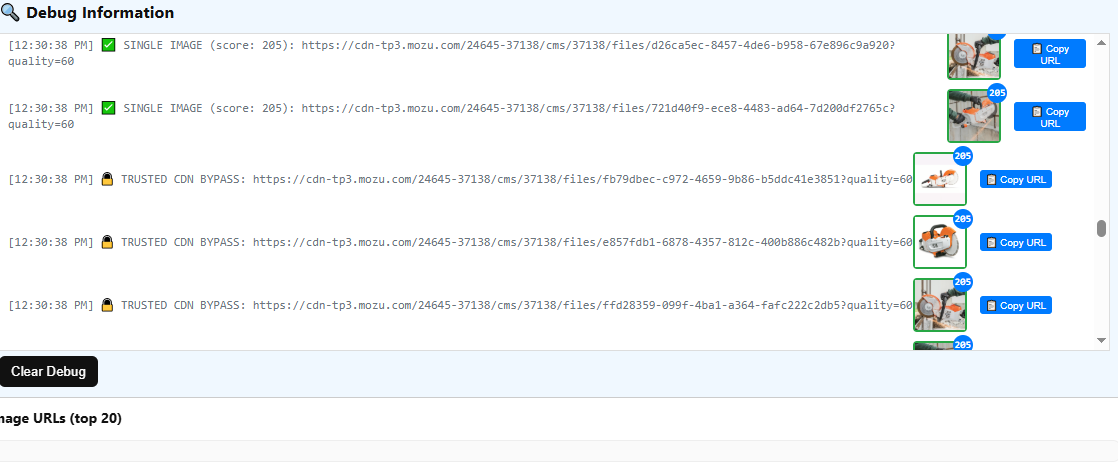 Debug Information
[12:30:38 PM] ✅ SINGLE IMAGE (score: 205): https://cdn-tp3.mozu.com/24645-37138/cms/37138/files/d26ca5ec-8457-4de6-b958-67e896c9a920?
quality=60
Copy
URL
[12:30:38 PM] ✅ SINGLE IMAGE (score: 205): https://cdn-tp3.mozu.com/24645-37138/cms/37138/files/721d40f9-ece8-4483-ad64-7d200df2765c?
quality=60
205
Copy
URL
[12:30:38 PM] 🔒 TRUSTED CDN BYPASS: https://cdn-tp3.mozu.com/24645-37138/cms/37138/files/fb79dbec-c972-4659-9b86-b5ddc41e3851?quality=60
205
Copy URL
[12:30:38 PM] 🔒 TRUSTED CDN BYPASS: https://cdn-tp3.mozu.com/24645-37138/cms/37138/files/e857fdb1-6878-4357-812c-400b886c482b?quality=60
205
Copy URL
[12:30:38 PM] 🔒 TRUSTED CDN BYPASS: https://cdn-tp3.mozu.com/24645-37138/cms/37138/files/ffd28359-099f-4ba1-a364-fafc222c2db5?quality=60
205
Copy URL
205
Clear Debug
mage URLs (top 20)